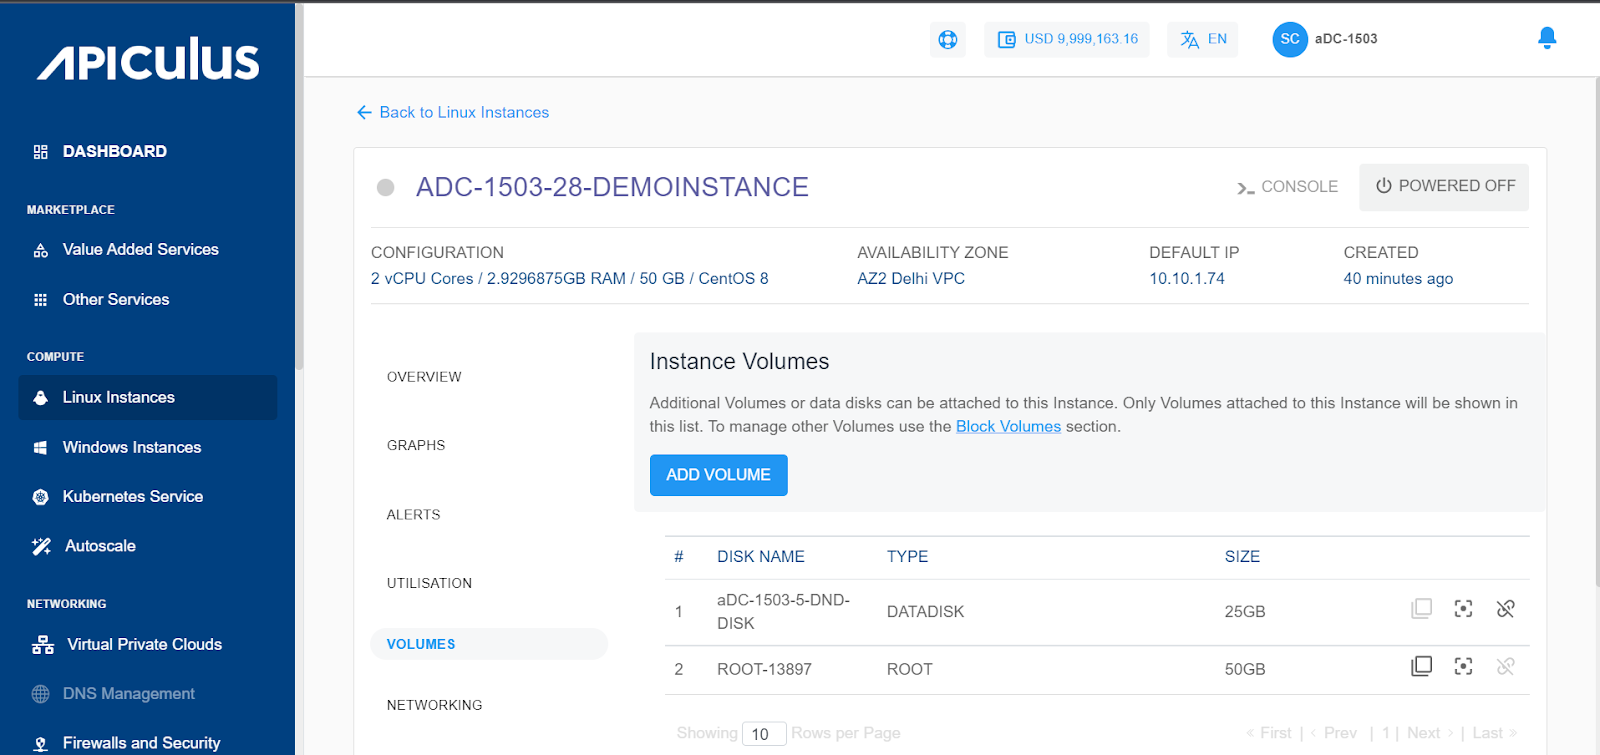 APICULUS
USD 9,999,163.16
EN
SC
aDC-1503
DASHBOARD
MARKETPLACE
Value Added Services
Other Services
COMPUTE
Linux Instances
Windows Instances
Kubernetes Service
Autoscale
NETWORKING
Virtual Private Clouds
DNS Management
Firewalls and Security
Back to Linux Instances
ADC-1503-28-DEMOINSTANCE
CONSOLE
POWERED OFF
CONFIGURATION
2 vCPU Cores / 2.9296875GB RAM / 50 GB / CentOS 8
AVAILABILITY ZONE
AZ2 Delhi VPC
DEFAULT IP
10.10.1.74
CREATED
40 minutes ago
OVERVIEW
GRAPHS
ALERTS
UTILISATION
VOLUMES
NETWORKING
Instance Volumes
Additional Volumes or data disks can be attached to this Instance. Only Volumes attached to this Instance will be shown in
this list. To manage other Volumes use the Block Volumes section.
ADD VOLUME
# DISK NAME TYPE SIZE
1 aDC-1503-5-DND-
DISK DATADISK 25GB
2 ROOT-13897 ROOT 50GB
Showing 10 Rows per Page
« First | ‹ Prev | 1 | Next › | Last »